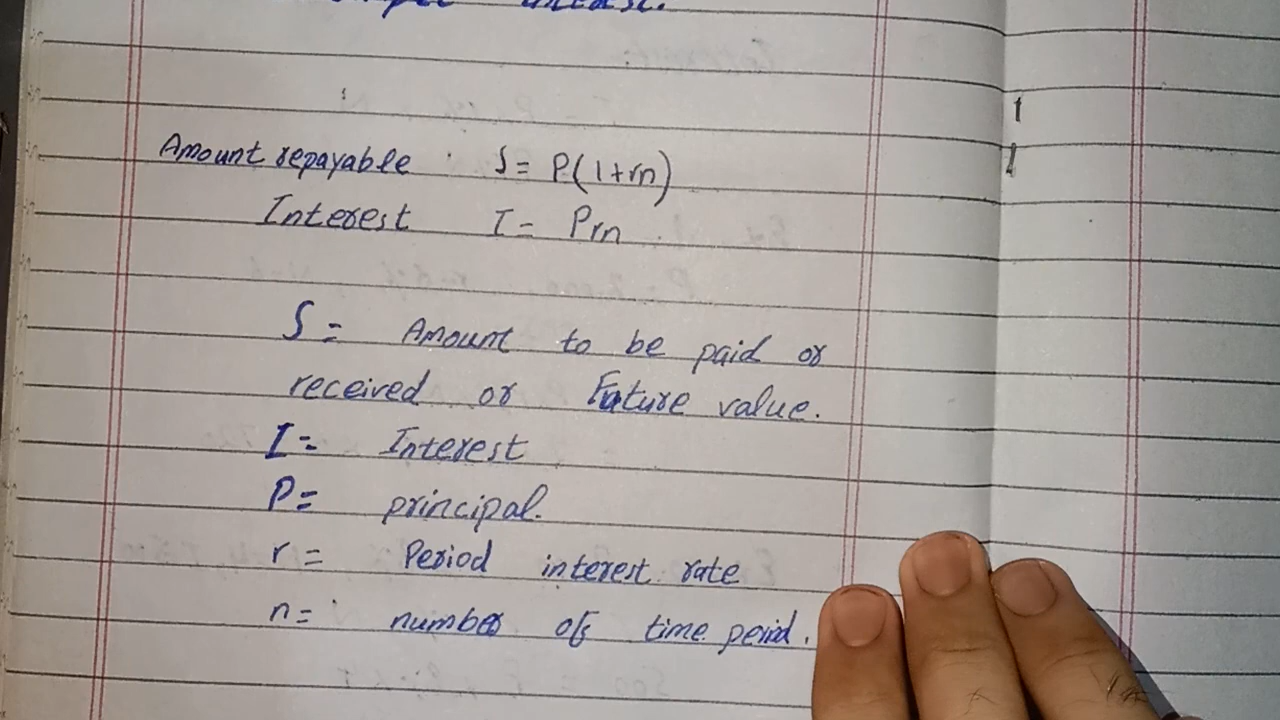 interest.
Amount repayable : S = P(1+rn)
Interest I = Prn
S = Amount to be paid or
received or Future value.
I = Interest
P = principal.
r = Period interest rate
n = number of time period.